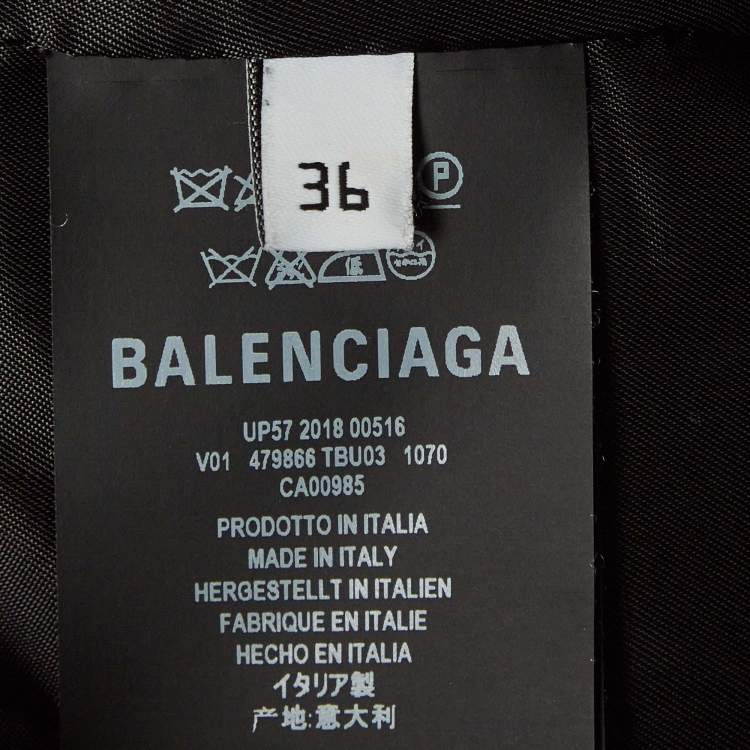 36
P
低
BALENCIAGA
UP57 2018 00516
V01 479866 TBU03 1070
CA00985
PRODOTTO IN ITALIA
MADE IN ITALY
HERGESTELLT IN ITALIEN
FABRIQUE EN ITALIE
HECHO EN ITALIA
イタリア製
产地:意大利